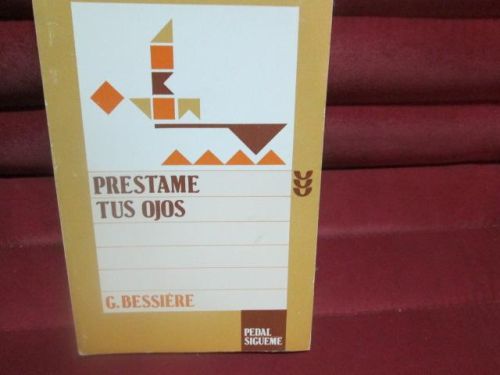 PRESTAME
TUS OJOS
G. BESSIÈRE
PEDAL
SIGUEME